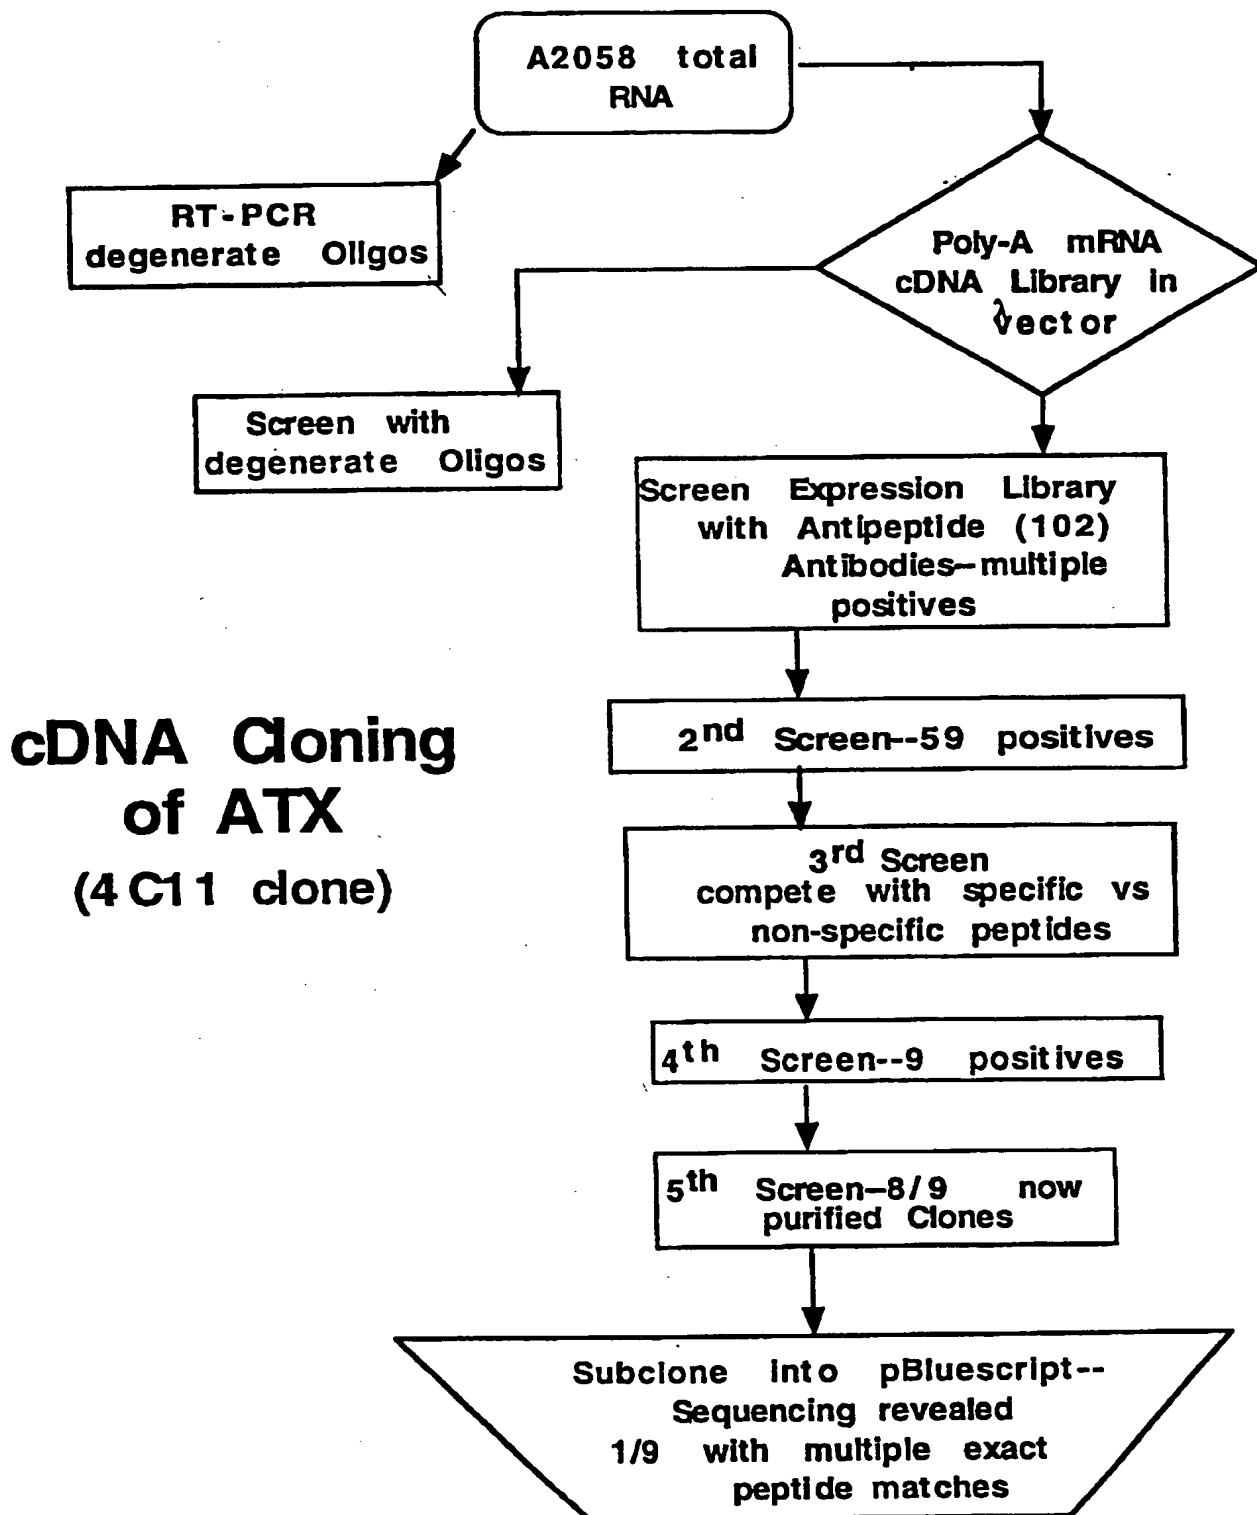 A2058 total
RNA
RT-PCR
degenerate Oligos
Poly-A mRNA
cDNA Library in
λ vector
Screen with
degenerate Oligos
Screen Expression Library
with Antipeptide (102)
Antibodies--multiple
positives
2nd Screen--59 positives
cDNA Cloning
of ATX
(4C11 clone)
3rd Screen
compete with specific vs
non-specific peptides
4th Screen--9 positives
5th Screen--8/9 now
purified Clones
Subclone into pBluescript--
Sequencing revealed
1/9 with multiple exact
peptide matches